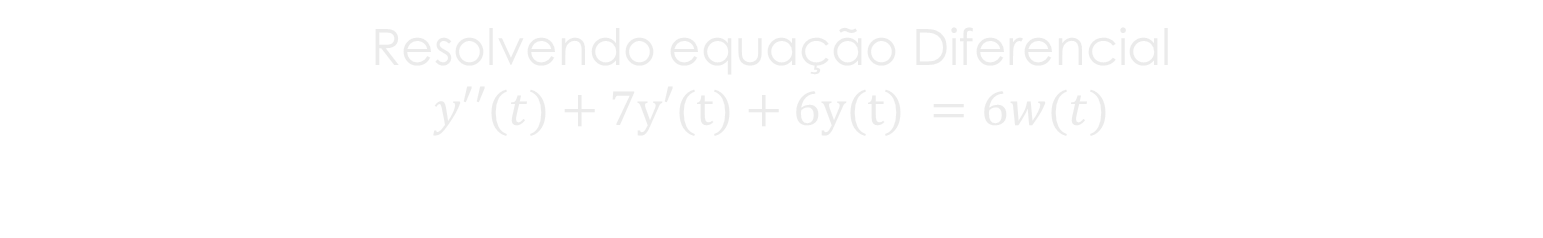 Resolvendo equação Diferencial
y′′(t) + 7y′(t) + 6y(t) = 6w(t)